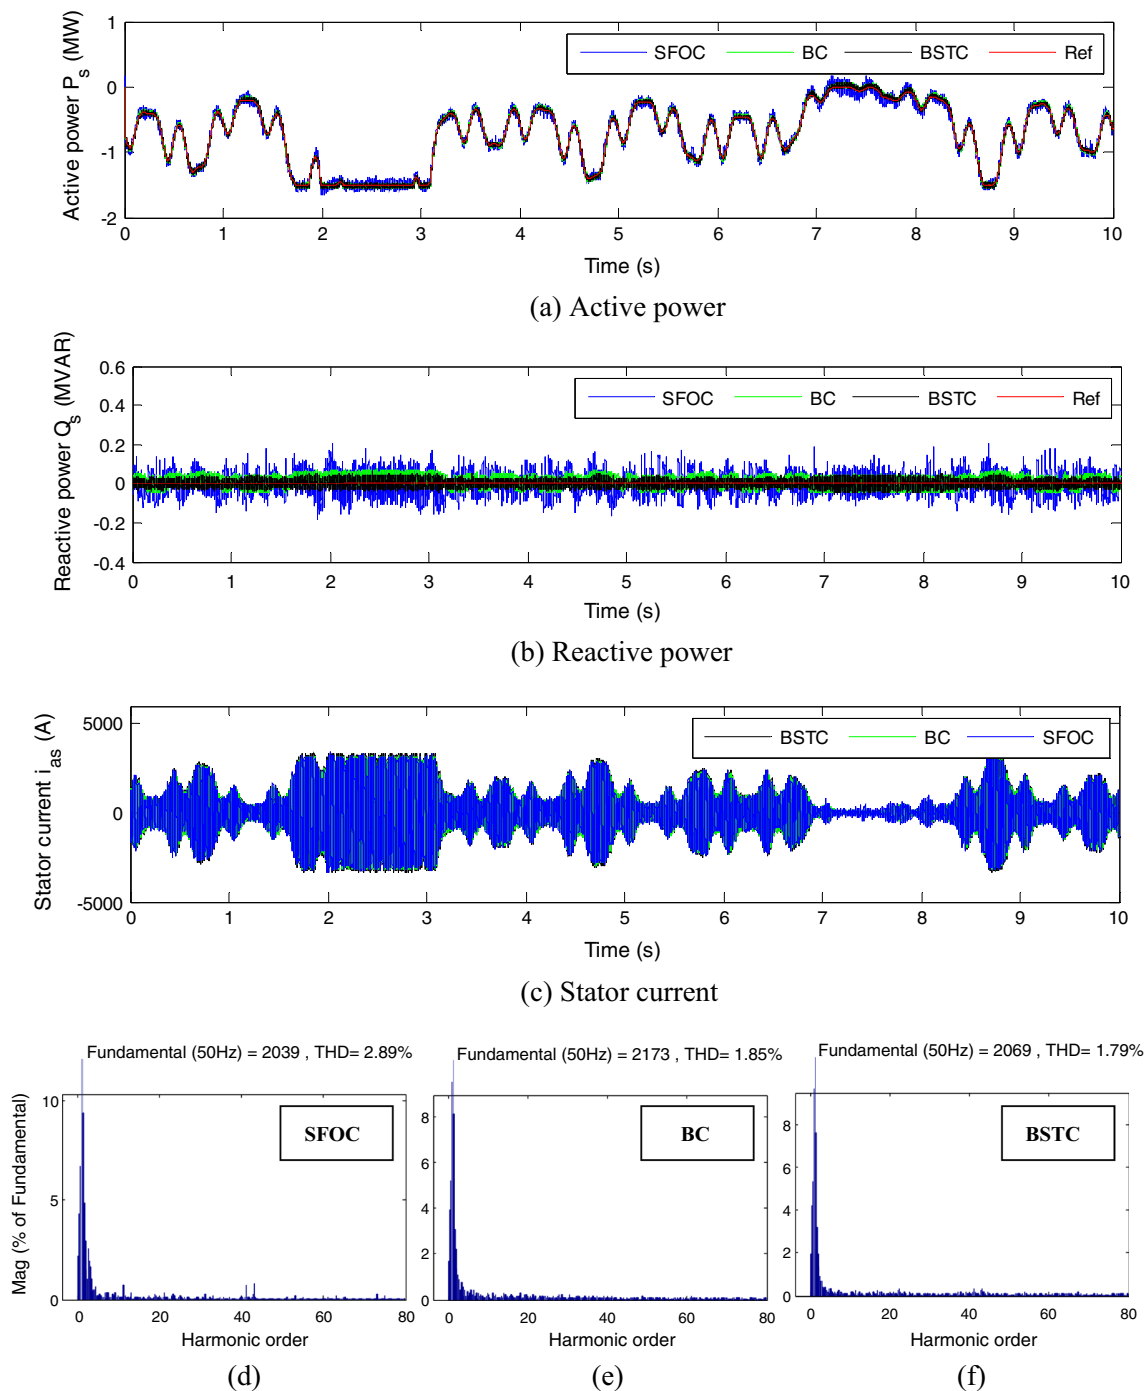 1
0
-1
-2
Active power P_s (MW)
SFOC BC BSTC Ref
0 1 2 3 4 5 6 7 8 9 10
Time (s)
(a) Active power
0.6
0.4
0.2
0
-0.2
-0.4
Reactive power Q_s (MVAR)
SFOC BC BSTC Ref
0 1 2 3 4 5 6 7 8 9 10
Time (s)
(b) Reactive power
5000
0
-5000
Stator current i_as (A)
BSTC BC SFOC
0 1 2 3 4 5 6 7 8 9 10
Time (s)
(c) Stator current
Fundamental (50Hz) = 2039 , THD= 2.89%
10
5
0
Mag (% of Fundamental)
SFOC
0 20 40 60 80
Harmonic order
(d)
Fundamental (50Hz) = 2173 , THD= 1.85%
8
6
4
2
0
BC
0 20 40 60 80
Harmonic order
(e)
Fundamental (50Hz) = 2069 , THD= 1.79%
8
6
4
2
0
BSTC
0 20 40 60 80
Harmonic order
(f)